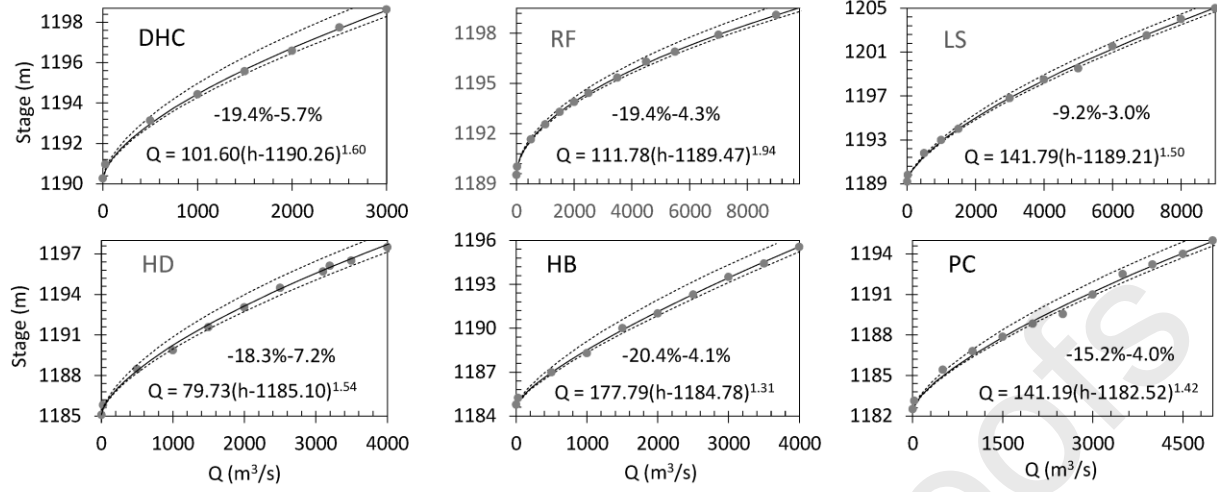 Stage (m)
1198
1196
1194
1192
1190
DHC
-19.4%-5.7%
Q = 101.60(h-1190.26)^1.60
0 1000 2000 3000
1198
1195
1192
1189
RF
-19.4%-4.3%
Q = 111.78(h-1189.47)^1.94
0 2000 4000 6000 8000
1205
1201
1197
1193
1189
LS
-9.2%-3.0%
Q = 141.79(h-1189.21)^1.50
0 2000 4000 6000 8000
Stage (m)
1197
1194
1191
1188
1185
HD
-18.3%-7.2%
Q = 79.73(h-1185.10)^1.54
0 1000 2000 3000 4000
Q (m³/s)
1196
1193
1190
1187
1184
HB
-20.4%-4.1%
Q = 177.79(h-1184.78)^1.31
0 1000 2000 3000 4000
Q (m³/s)
1194
1191
1188
1185
1182
PC
-15.2%-4.0%
Q = 141.19(h-1182.52)^1.42
0 1500 3000 4500
Q (m³/s)
oofs